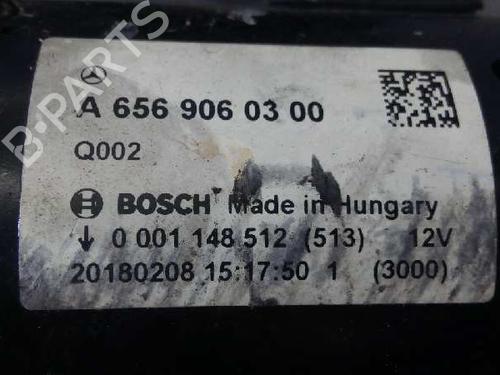 A 656 906 03 00
Q002
BOSCH Made in Hungary
0 001 148 512 (513) 12V
20180208 15:17:50 1 (3000)